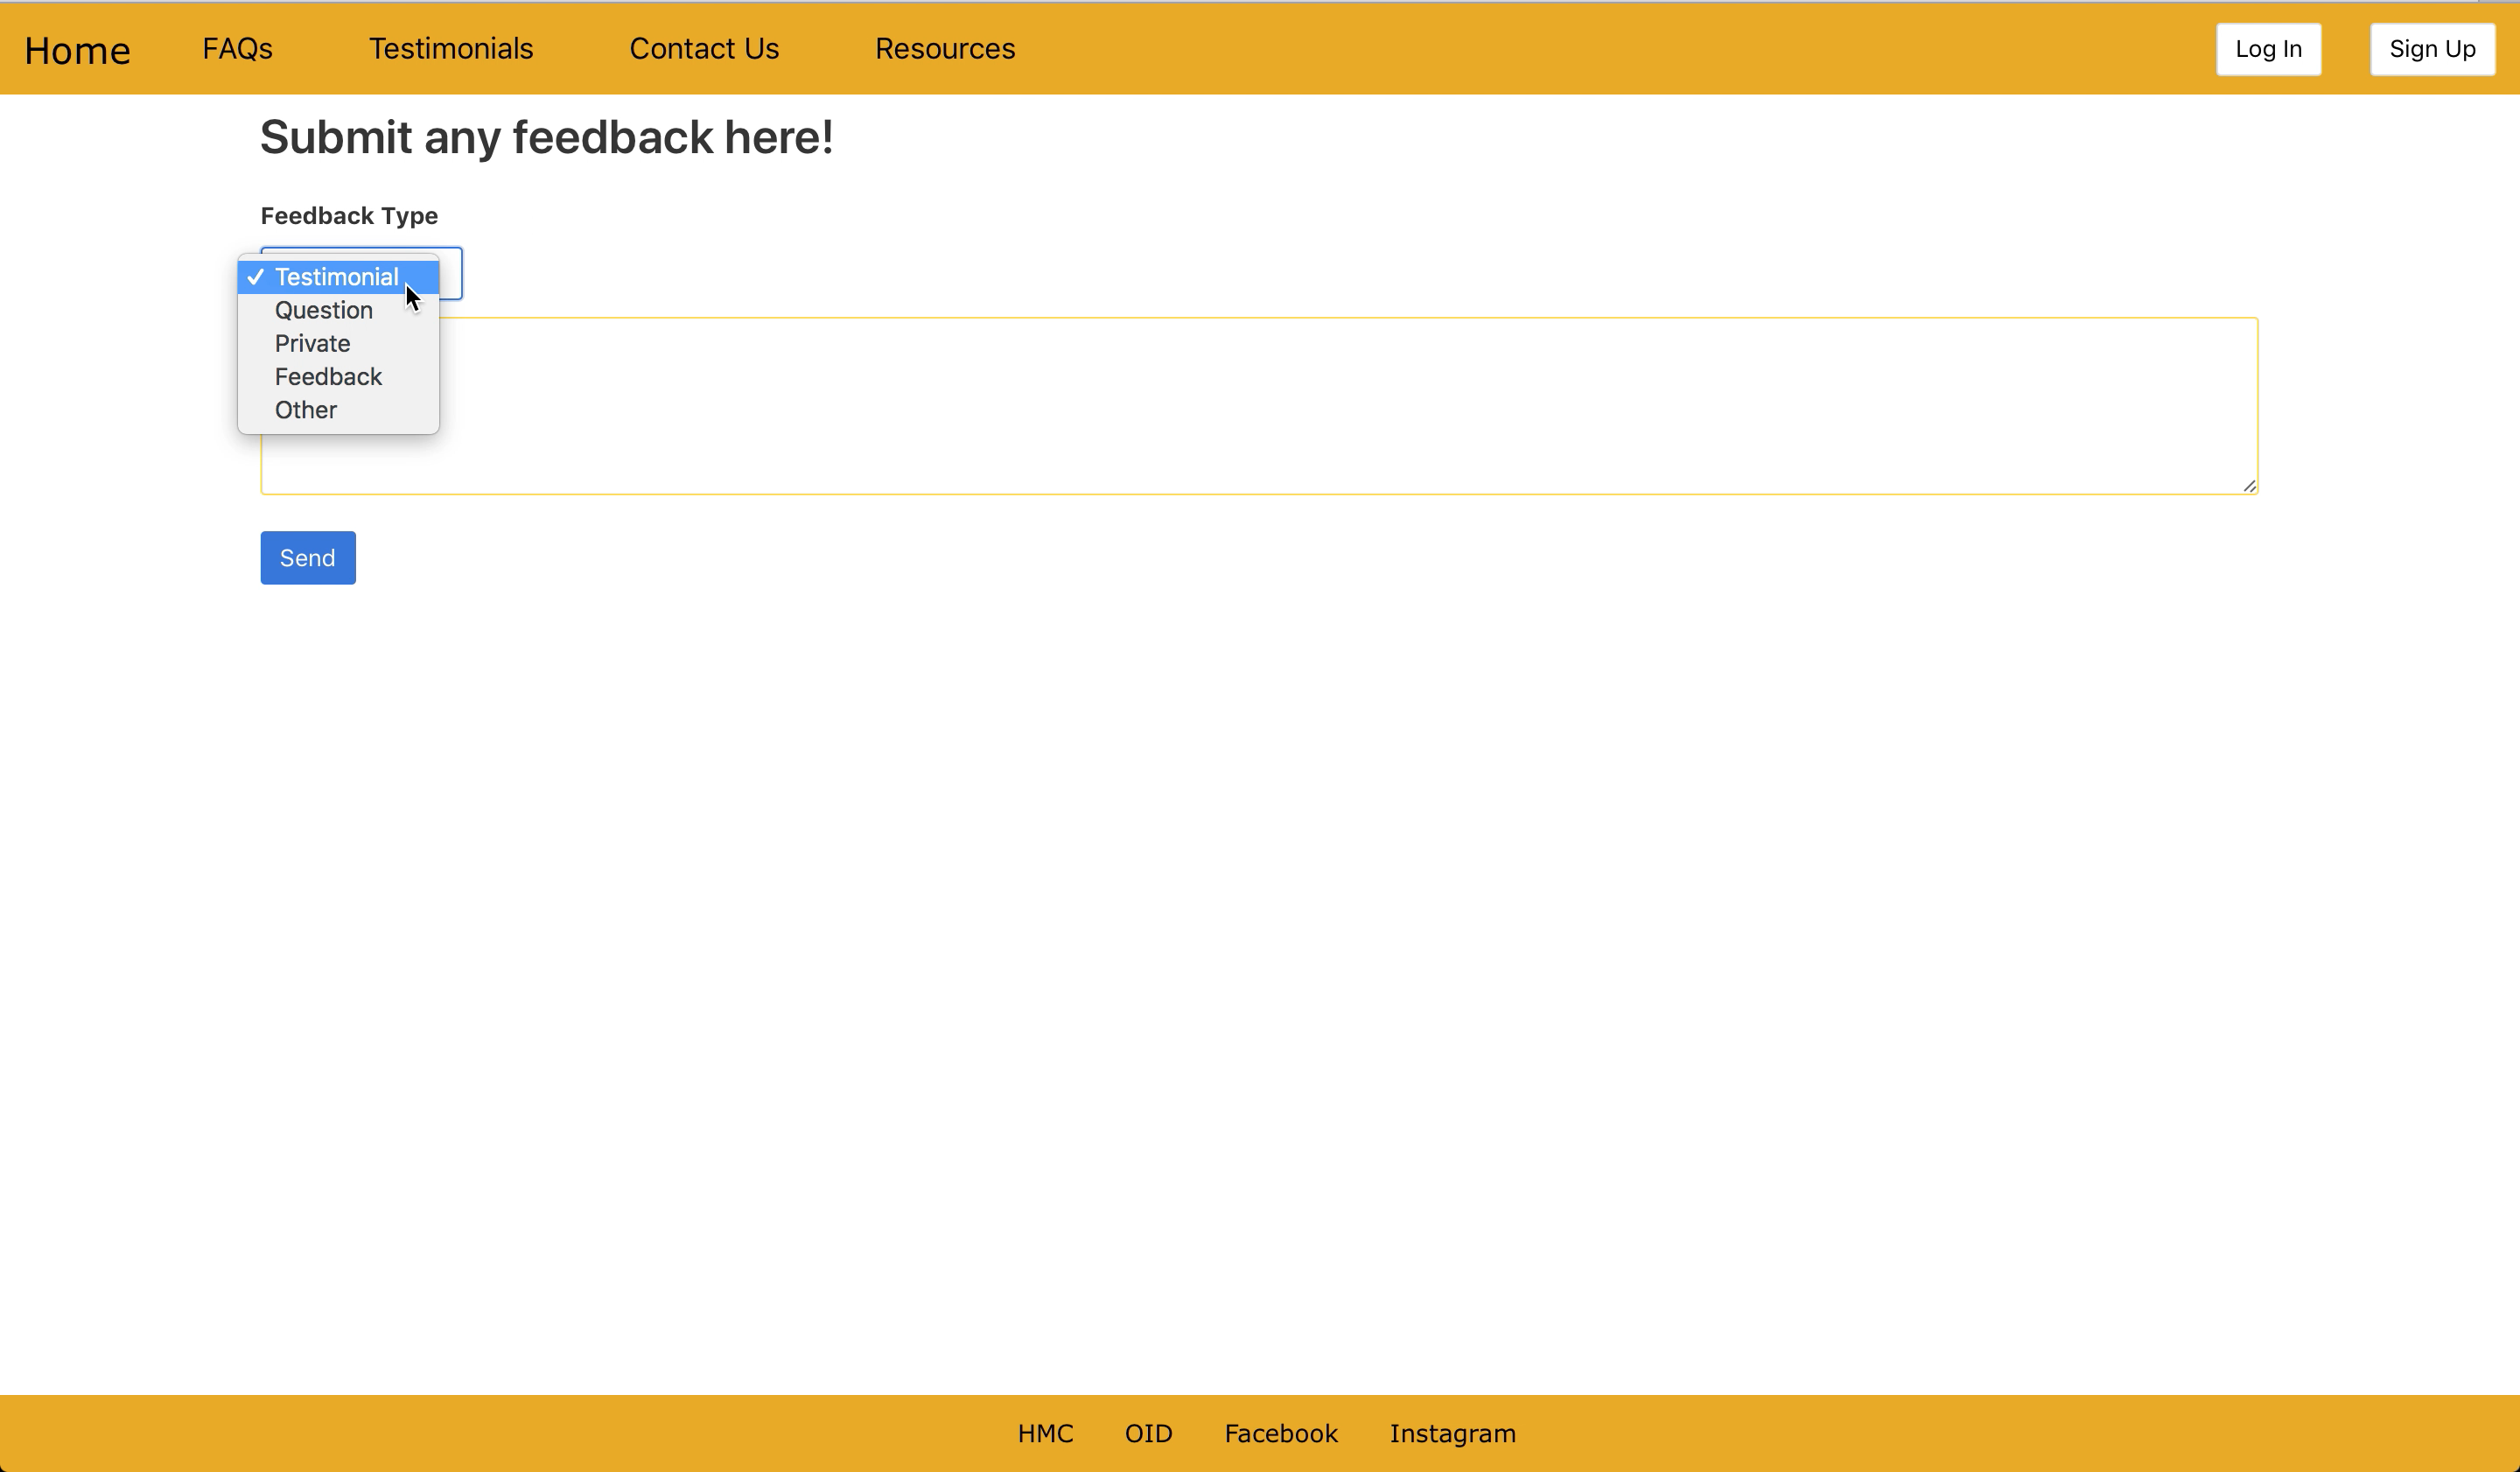 Home FAQs Testimonials Contact Us Resources Log In Sign Up
Submit any feedback here!
Feedback Type
✓ Testimonial
Question
Private
Feedback
Other
Send
HMC OID Facebook Instagram